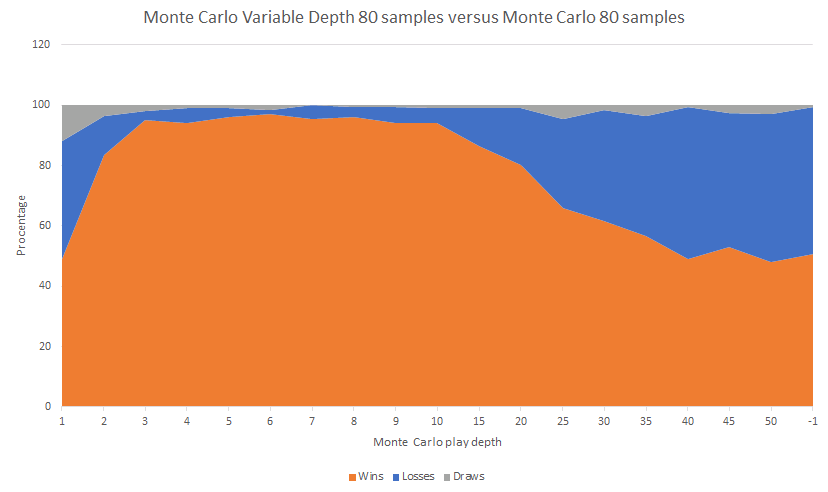 Monte Carlo Variable Depth 80 samples versus Monte Carlo 80 samples
120
100
80
60
40
20
0
Procentage
1 2 3 4 5 6 7 8 9 10 15 20 25 30 35 40 45 50 -1
Monte Carlo play depth
Wins Losses Draws